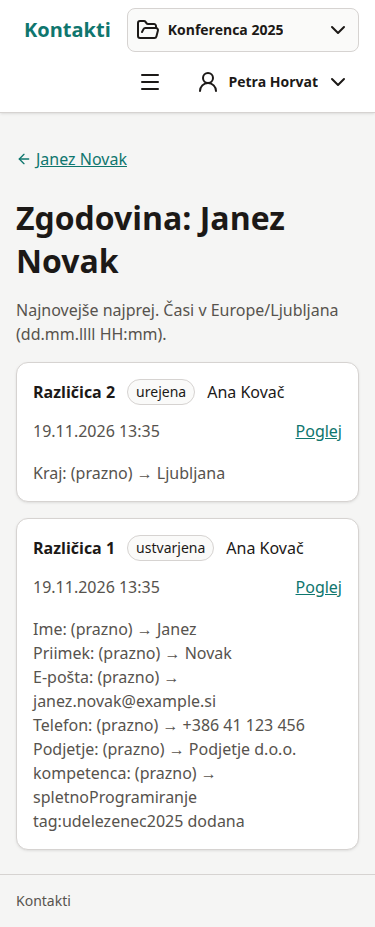 Kontakti
Konferenca 2025
Petra Horvat
← Janez Novak
Zgodovina: Janez
Novak
Najnovejše najprej. Časi v Europe/Ljubljana
(dd.mm.llll HH:mm).
Različica 2 urejena Ana Kovač
19.11.2026 13:35 Poglej
Kraj: (prazno) → Ljubljana
Različica 1 ustvarjena Ana Kovač
19.11.2026 13:35 Poglej
Ime: (prazno) → Janez
Priimek: (prazno) → Novak
E-pošta: (prazno) →
janez.novak@example.si
Telefon: (prazno) → +386 41 123 456
Podjetje: (prazno) → Podjetje d.o.o.
kompetenca: (prazno) →
spletnoProgramiranje
tag:udelezenec2025 dodana
Kontakti